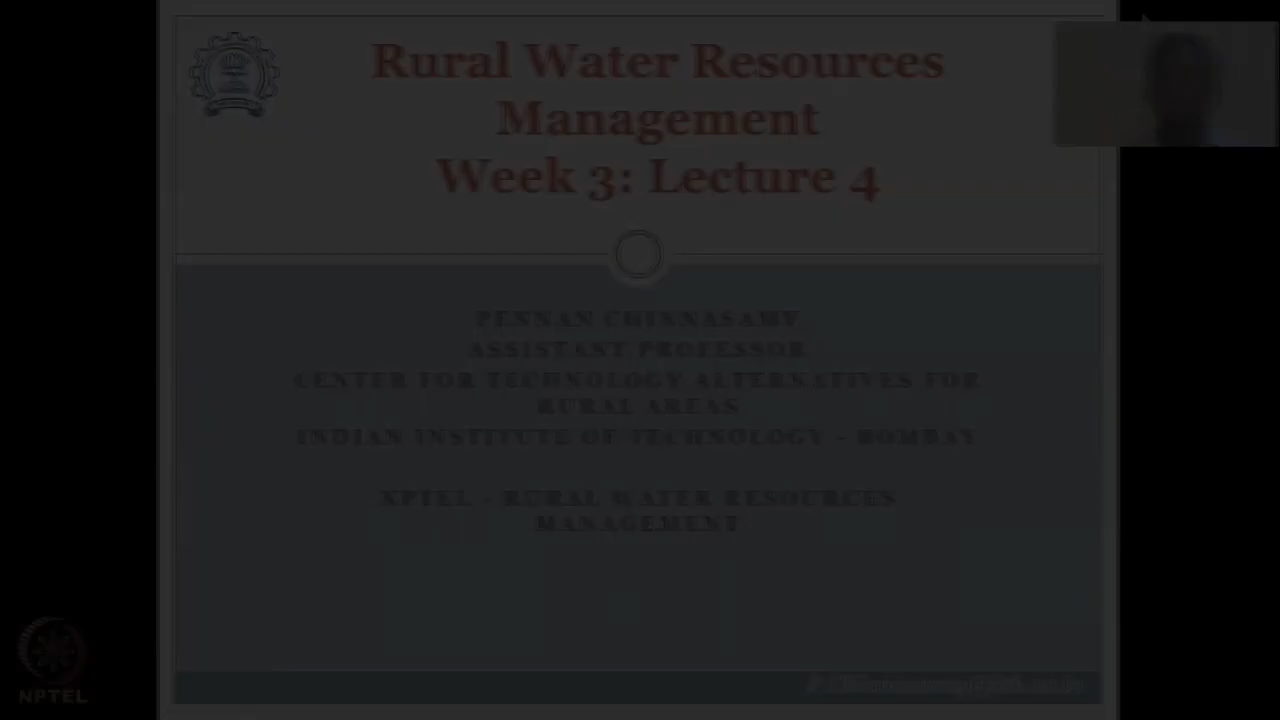 Rural Water Resources
Management
Week 3: Lecture 4
PENNAN CHINNASAMY
ASSISTANT PROFESSOR
CENTER FOR TECHNOLOGY ALTERNATIVES FOR
RURAL AREAS
INDIAN INSTITUTE OF TECHNOLOGY - BOMBAY
NPTEL - RURAL WATER RESOURCES
MANAGEMENT
NPTEL